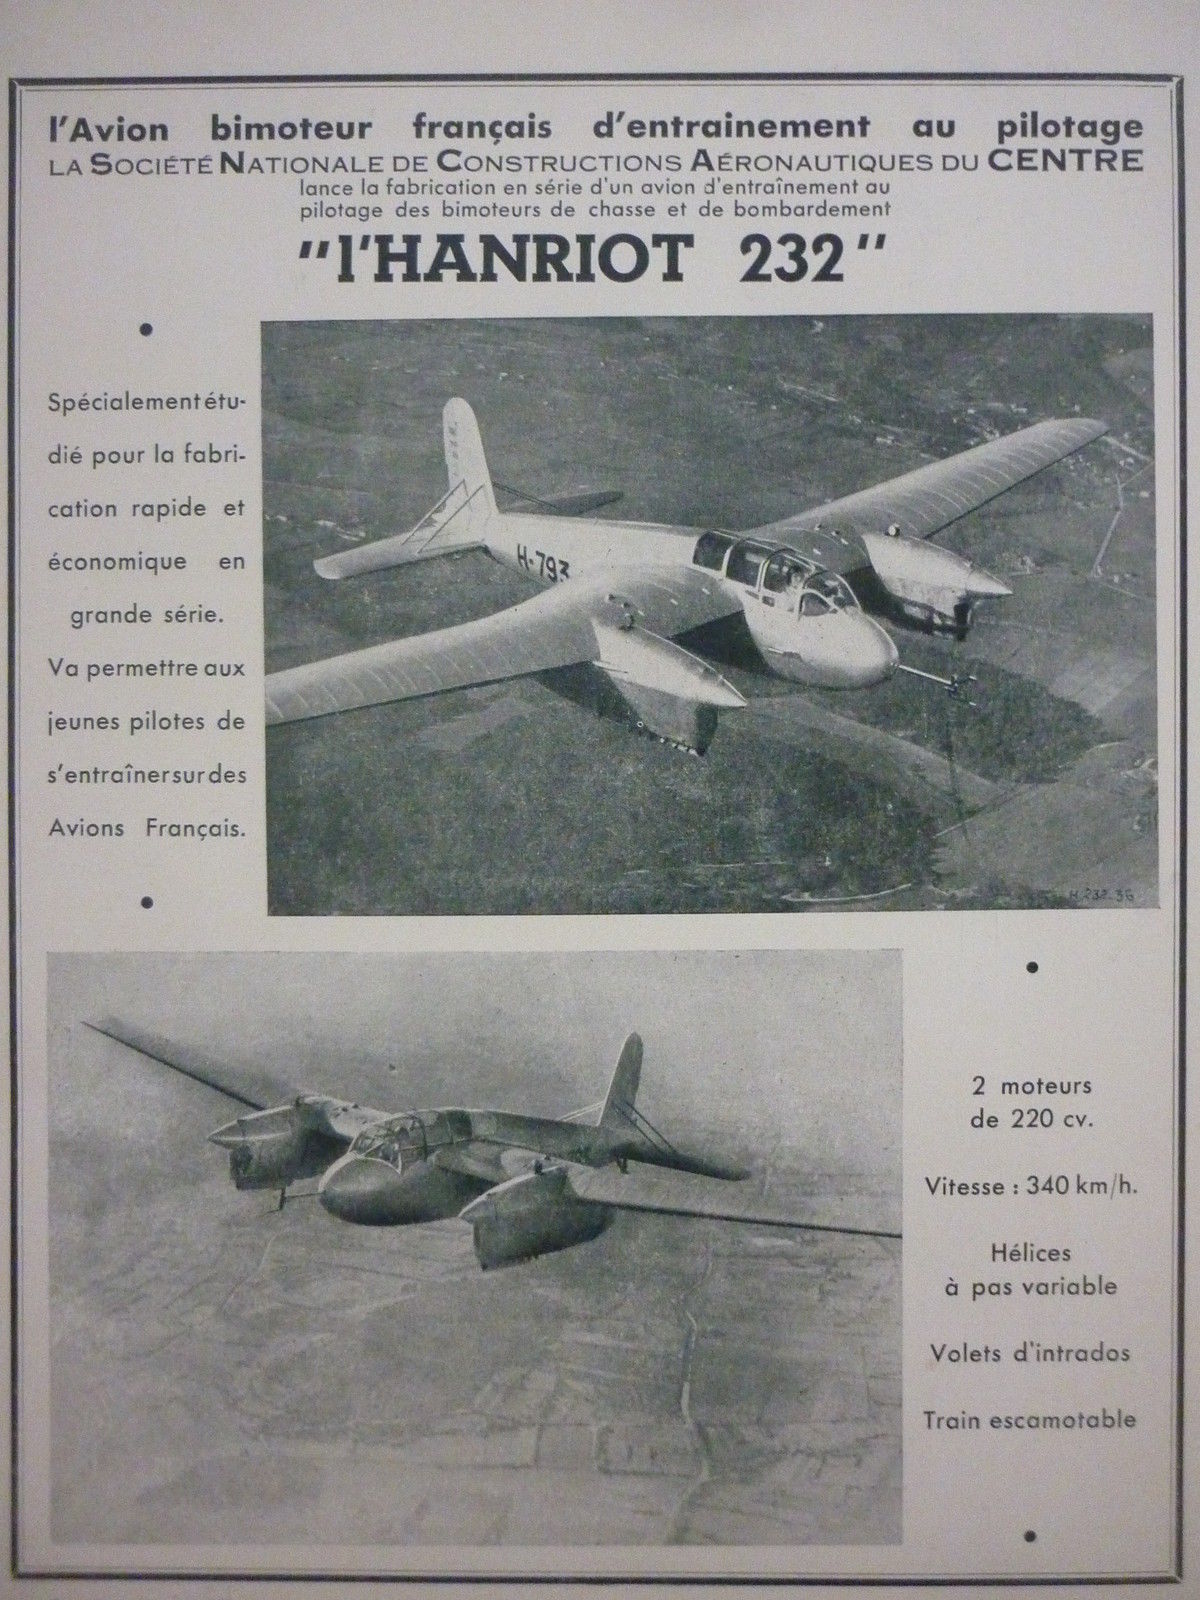 l'Avion bimoteur français d'entrainement au pilotage
LA SOCIÉTÉ NATIONALE DE CONSTRUCTIONS AÉRONAUTIQUES DU CENTRE
lance la fabrication en série d'un avion d'entraînement au
pilotage des bimoteurs de chasse et de bombardement
"l'HANRIOT 232"
Spécialement étu-
dié pour la fabri-
cation rapide et
économique en
grande série.
Va permettre aux
jeunes pilotes de
s'entraîner sur des
Avions Français.
H-793
H.232.36
2 moteurs
de 220 cv.
Vitesse : 340 km/h.
Hélices
à pas variable
Volets d'intrados
Train escamotable